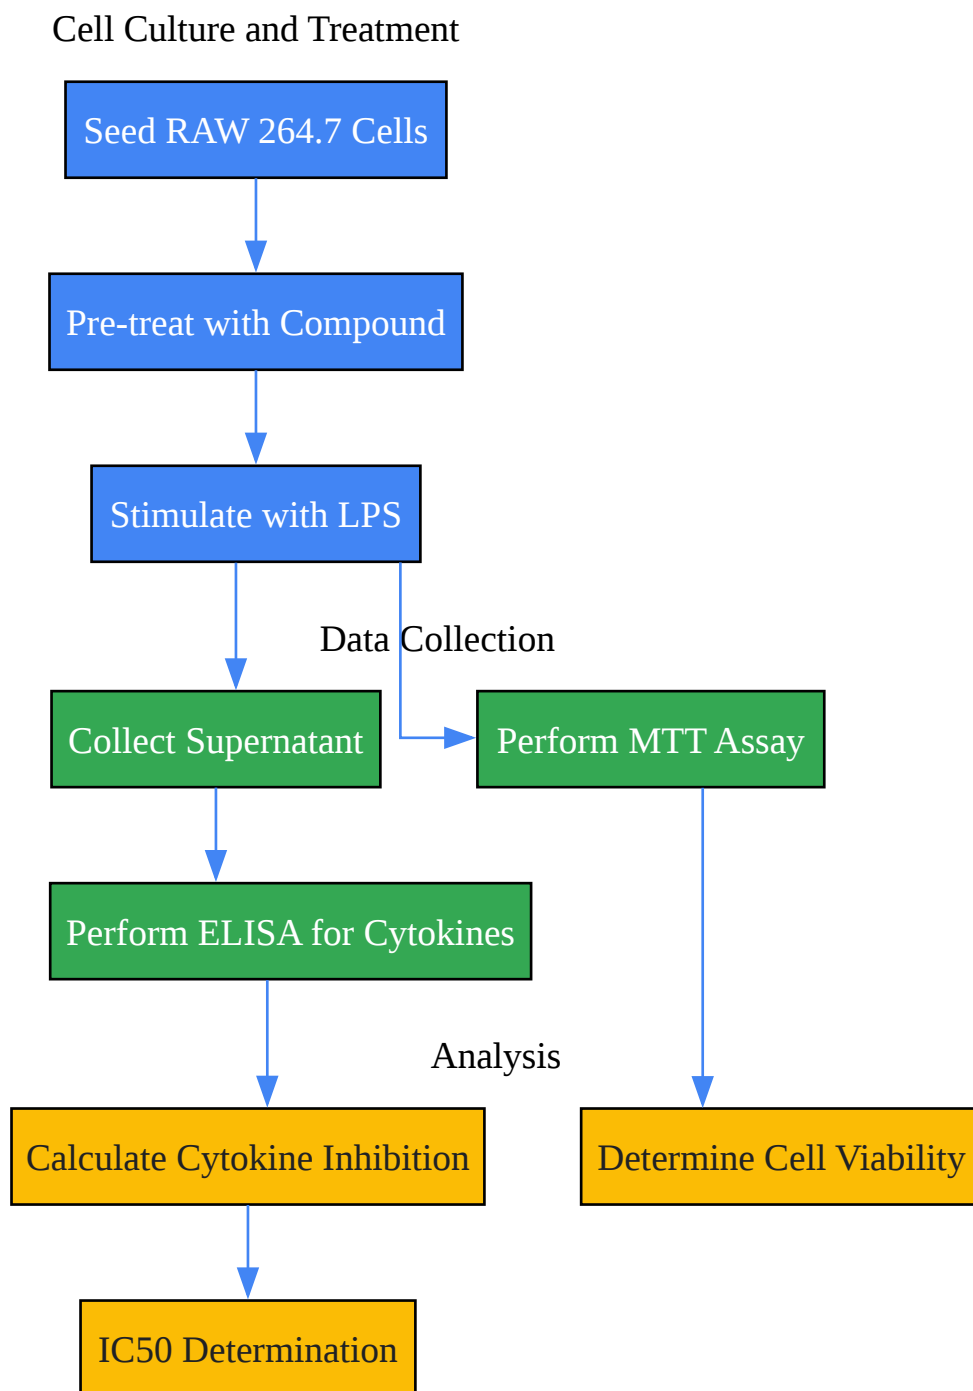 Cell Culture and Treatment
Seed RAW 264.7 Cells
Pre-treat with Compound
Stimulate with LPS
Data Collection
Collect Supernatant
Perform MTT Assay
Perform ELISA for Cytokines
Analysis
Calculate Cytokine Inhibition
Determine Cell Viability
IC50 Determination